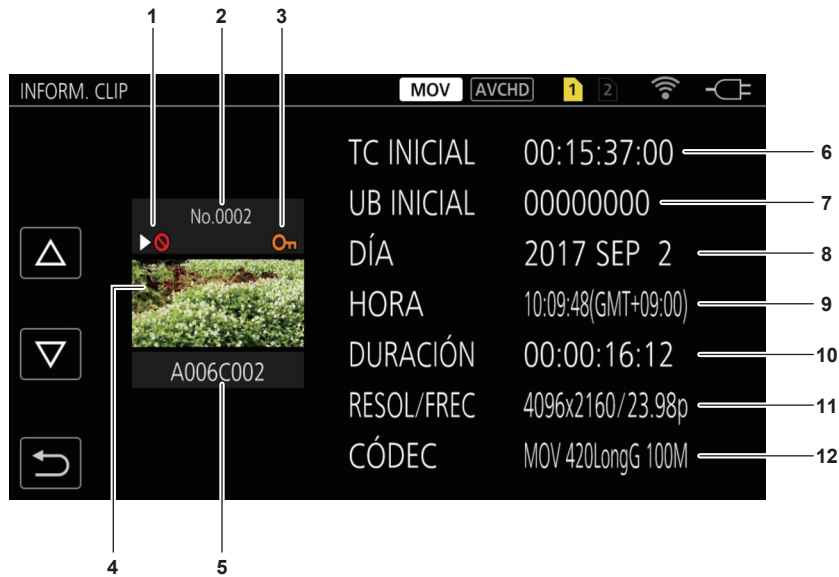 1 2 3
INFORM. CLIP MOV AVCHD 1 2
TC INICIAL 00:15:37:00 6
UB INICIAL 00000000 7
No.0002
DÍA 2017 SEP 2 8
HORA 10:09:48(GMT+09:00) 9
4
DURACIÓN 00:00:16:12 10
A006C002
RESOL/FREC 4096x2160/23.98p 11
CÓDEC MOV 420LongG 100M 12
4 5